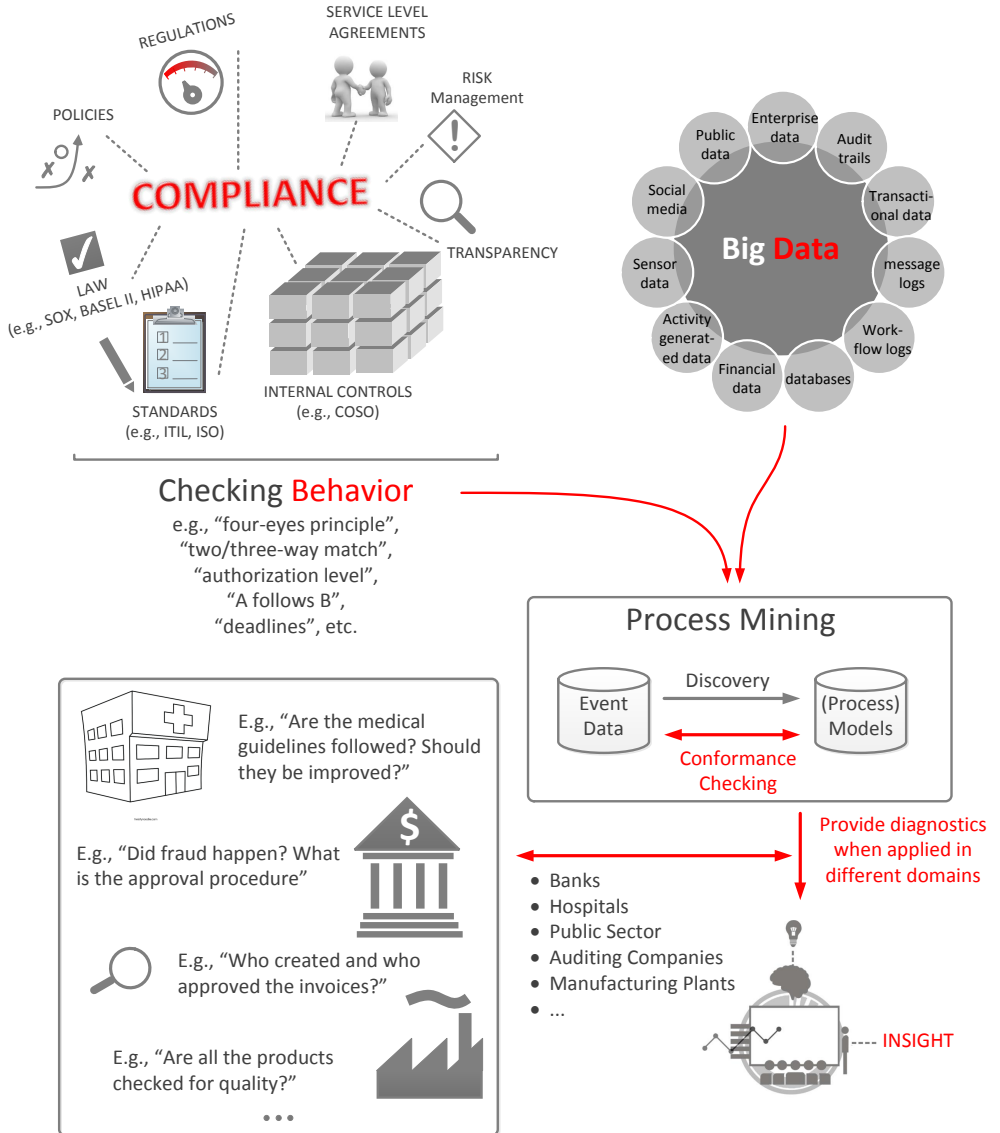 SERVICE LEVEL
AGREEMENTS
REGULATIONS
RISK
Management
POLICIES
COMPLIANCE
TRANSPARENCY
LAW
(e.g., SOX, BASEL II, HIPAA)
1
2
3
INTERNAL CONTROLS
(e.g., COSO)
STANDARDS
(e.g., ITIL, ISO)
Enterprise
data
Public
data
Audit
trails
Social
media
Transacti-
onal data
Big Data
Sensor
data
message
logs
Activity
generat-
ed data
Work-
flow logs
Financial
data
databases
Checking Behavior
e.g., “four-eyes principle”,
“two/three-way match”,
“authorization level”,
“A follows B”,
“deadlines”, etc.
Process Mining
Discovery
Event
Data
(Process)
Models
Conformance
Checking
E.g., “Are the medical
guidelines followed? Should
they be improved?”
$
E.g., “Did fraud happen? What
is the approval procedure”
E.g., “Who created and who
approved the invoices?”
E.g., “Are all the products
checked for quality?”
...
Provide diagnostics
when applied in
different domains
• Banks
• Hospitals
• Public Sector
• Auditing Companies
• Manufacturing Plants
• ...
INSIGHT